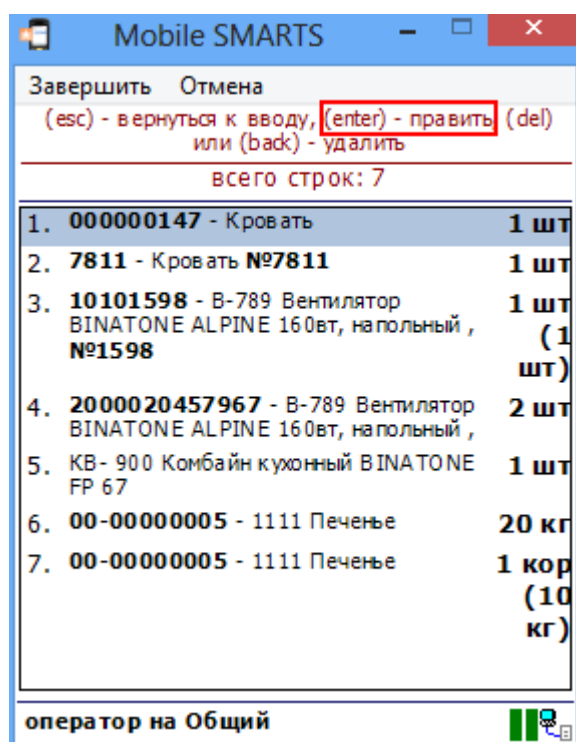 Mobile SMARTS
Завершить Отмена
(esc) - вернуться к вводу, (enter) - править, (del)
или (back) - удалить
всего строк: 7
1. 000000147 - Кровать 1 шт
2. 7811 - Кровать №7811 1 шт
3. 10101598 - В-789 Вентилятор 1 шт
BINATONE ALPINE 160вт, напольный , (1
№1598 шт)
4. 2000020457967 - В-789 Вентилятор 2 шт
BINATONE ALPINE 160вт, напольный ,
5. КВ- 900 Комбайн кухонный BINATONE 1 шт
FP 67
6. 00-00000005 - 1111 Печенье 20 кг
7. 00-00000005 - 1111 Печенье 1 кор
(10
кг)
оператор на Общий